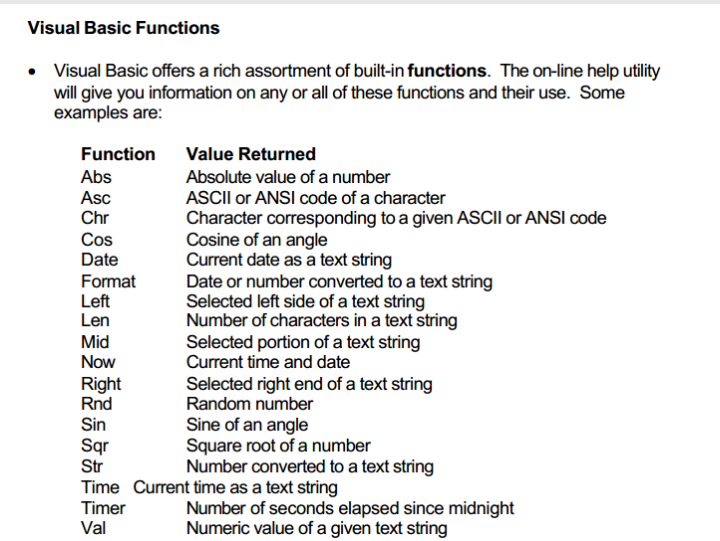 Visual Basic Functions
• Visual Basic offers a rich assortment of built-in functions. The on-line help utility
will give you information on any or all of these functions and their use. Some
examples are:
Function Value Returned
Abs Absolute value of a number
Asc ASCII or ANSI code of a character
Chr Character corresponding to a given ASCII or ANSI code
Cos Cosine of an angle
Date Current date as a text string
Format Date or number converted to a text string
Left Selected left side of a text string
Len Number of characters in a text string
Mid Selected portion of a text string
Now Current time and date
Right Selected right end of a text string
Rnd Random number
Sin Sine of an angle
Sqr Square root of a number
Str Number converted to a text string
Time Current time as a text string
Timer Number of seconds elapsed since midnight
Val Numeric value of a given text string